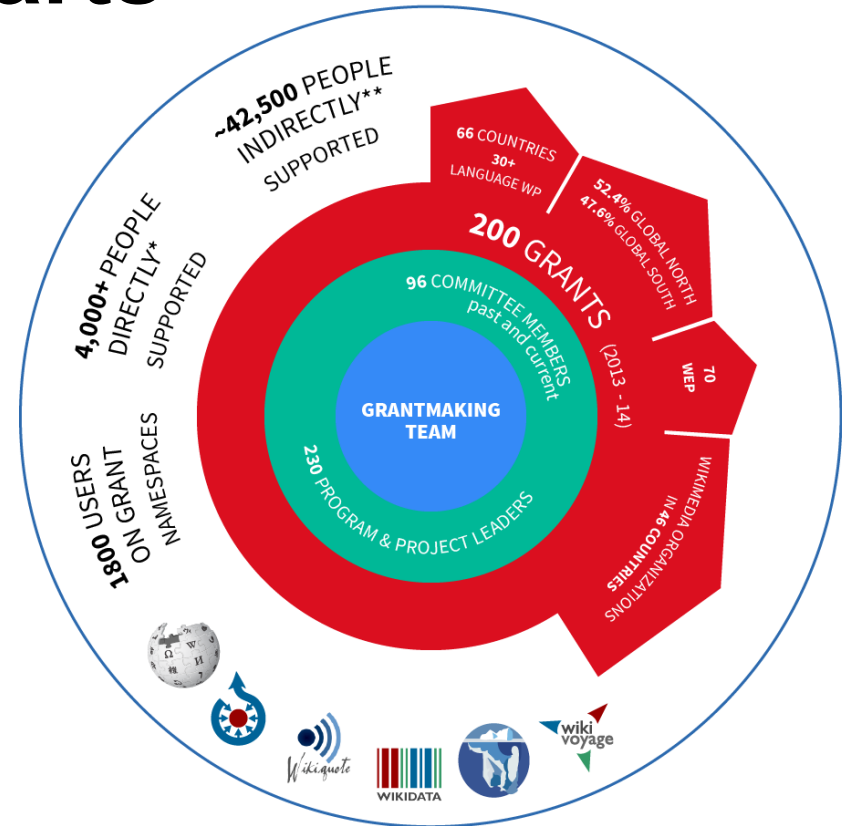 ~42,500 PEOPLE
INDIRECTLY**
SUPPORTED
4,000+ PEOPLE
DIRECTLY*
SUPPORTED
1800 USERS
ON GRANT
NAMESPACES
66 COUNTRIES
30+
LANGUAGE WP
52.4% GLOBAL NORTH
47.6% GLOBAL SOUTH
70
WEP
WIKIMEDIA ORGANIZATIONS
IN 46 COUNTRIES
200 GRANTS
(2013 - 14)
96 COMMITTEE MEMBERS
past and current
GRANTMAKING
TEAM
230 PROGRAM & PROJECT LEADERS
Wikiquote
WIKIDATA
wiki
voyage